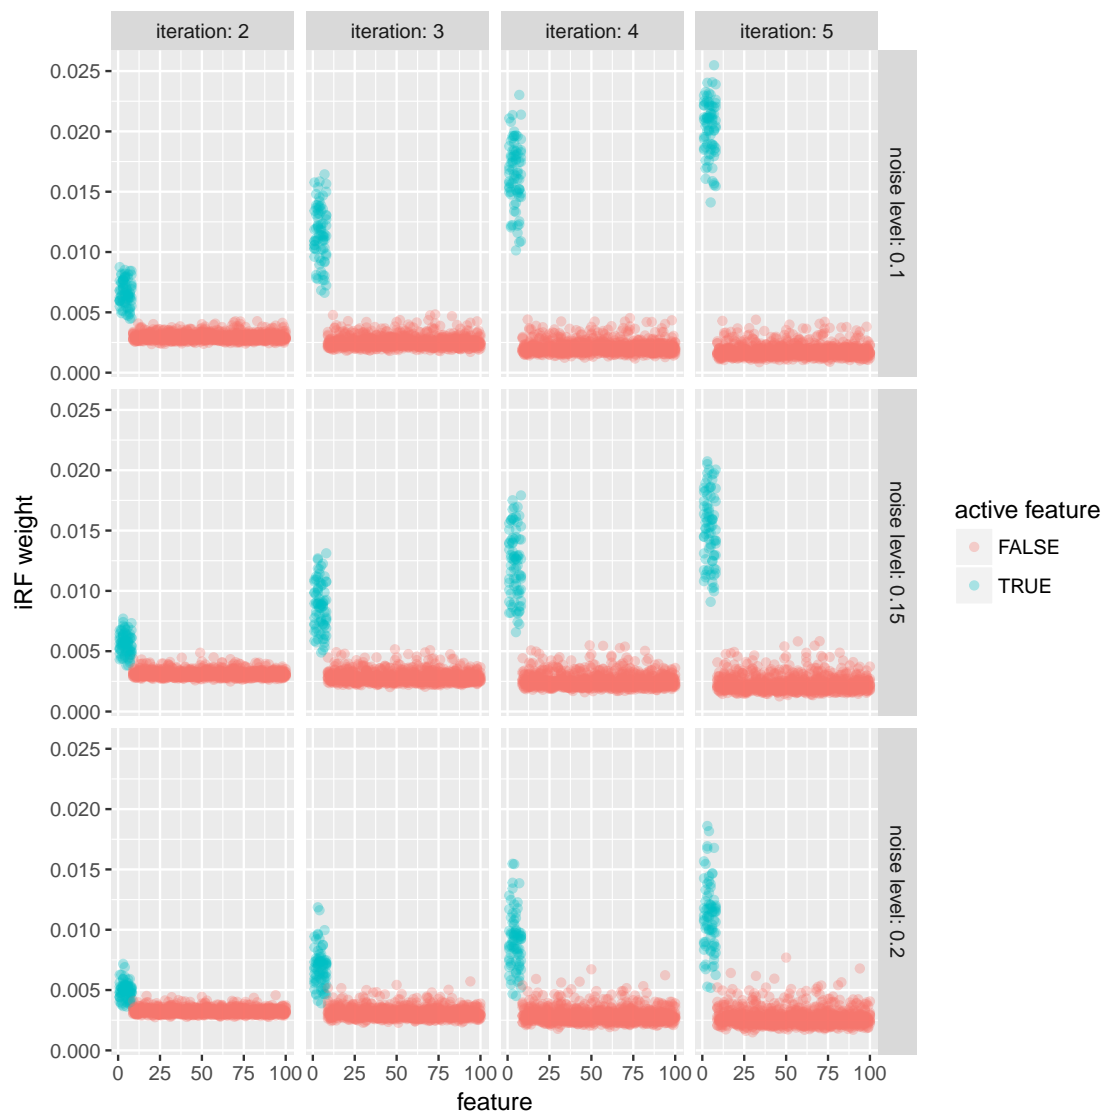 iteration: 2
iteration: 3
iteration: 4
iteration: 5
0.025
0.020
0.015
0.010
0.005
0.000
noise level: 0.1
0.025
0.020
0.015
0.010
0.005
0.000
noise level: 0.15
0.025
0.020
0.015
0.010
0.005
0.000
noise level: 0.2
0 25 50 75 100
0 25 50 75 100
0 25 50 75 100
0 25 50 75 100
feature
iRF weight
active feature
FALSE
TRUE